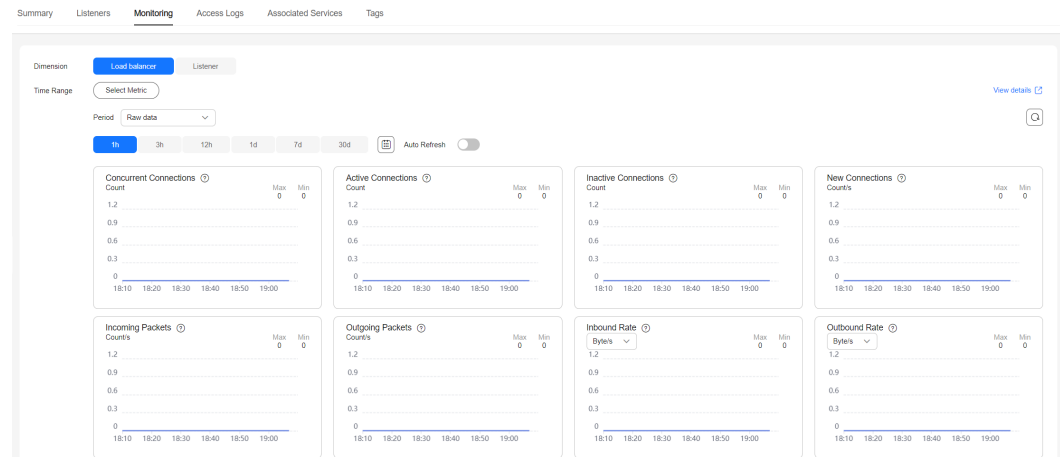 Summary Listeners Monitoring Access Logs Associated Services Tags
Dimension Load balancer Listener
Time Range Select Metric View details
Period Raw data
1h 3h 12h 1d 7d 30d Auto Refresh
Concurrent Connections
Count Max Min
0 0
1.2
0.9
0.6
0.3
0
18:10 18:20 18:30 18:40 18:50 19:00
Active Connections
Count Max Min
0 0
1.2
0.9
0.6
0.3
0
18:10 18:20 18:30 18:40 18:50 19:00
Inactive Connections
Count Max Min
0 0
1.2
0.9
0.6
0.3
0
18:10 18:20 18:30 18:40 18:50 19:00
New Connections
Count/s Max Min
0 0
1.2
0.9
0.6
0.3
0
18:10 18:20 18:30 18:40 18:50 19:00
Incoming Packets
Count/s Max Min
0 0
1.2
0.9
0.6
0.3
0
18:10 18:20 18:30 18:40 18:50 19:00
Outgoing Packets
Count/s Max Min
0 0
1.2
0.9
0.6
0.3
0
18:10 18:20 18:30 18:40 18:50 19:00
Inbound Rate
Byte/s Max Min
0 0
1.2
0.9
0.6
0.3
0
18:10 18:20 18:30 18:40 18:50 19:00
Outbound Rate
Byte/s Max Min
0 0
1.2
0.9
0.6
0.3
0
18:10 18:20 18:30 18:40 18:50 19:00